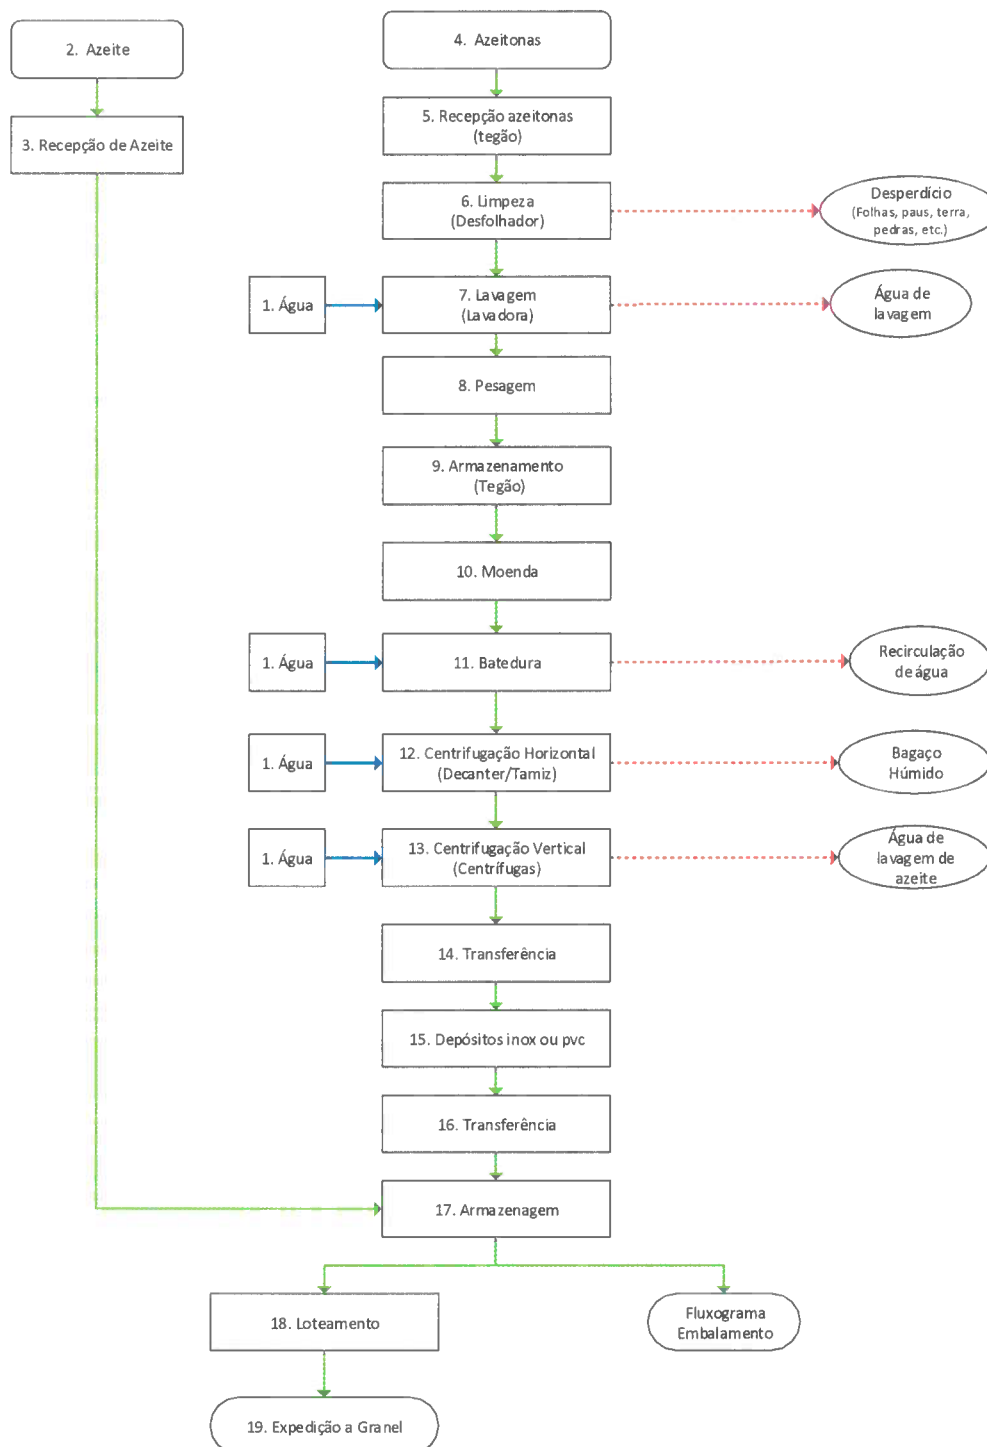 2. Azeite
4. Azeitonas
3. Recepção de Azeite
5. Recepção azeitonas
(tegão)
6. Limpeza
(Desfolhador)
Desperdício
(Folhas, paus, terra,
pedras, etc.)
1. Água
7. Lavagem
(Lavadora)
Água de
lavagem
8. Pesagem
9. Armazenamento
(Tegão)
10. Moenda
1. Água
11. Batedura
Recirculação
de água
1. Água
12. Centrifugação Horizontal
(Decanter/Tamiz)
Bagaço
Húmido
1. Água
13. Centrifugação Vertical
(Centrífugas)
Água de
lavagem de
azeite
14. Transferência
15. Depósitos inox ou pvc
16. Transferência
17. Armazenagem
18. Loteamento
Fluxograma
Embalamento
19. Expedição a Granel